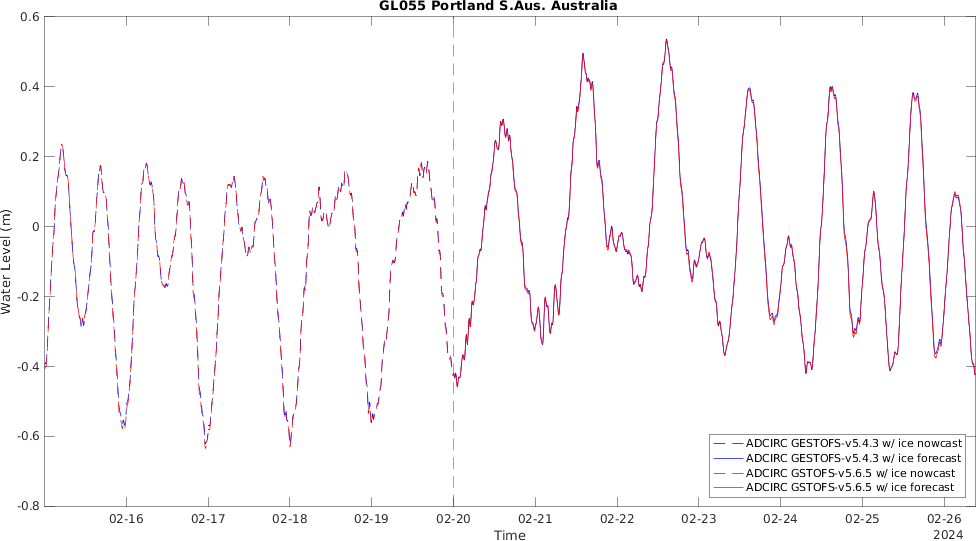 GL055 Portland S.Aus. Australia
0.6
0.4
0.2
0
-0.2
-0.4
-0.6
-0.8
Water Level (m)
02-16 02-17 02-18 02-19 02-20 02-21 02-22 02-23 02-24 02-25 02-26
Time
2024
ADCIRC GESTOFS-v5.4.3 w/ ice nowcast
ADCIRC GESTOFS-v5.4.3 w/ ice forecast
ADCIRC GSTOFS-v5.6.5 w/ ice nowcast
ADCIRC GSTOFS-v5.6.5 w/ ice forecast